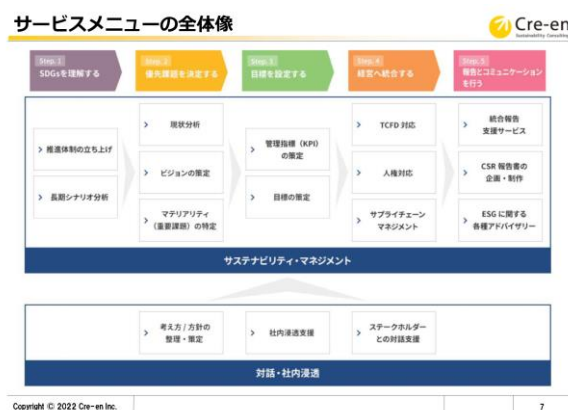 サービスメニューの全体像
Cre-en
Sustainability Consulting
Step. 1
SDGsを理解する
Step. 2
優先課題を決定する
Step. 3
目標を設定する
Step. 4
経営へ統合する
Step. 5
報告とコミュニケーション
を行う
推進体制の立ち上げ
長期シナリオ分析
現状分析
ビジョンの策定
マテリアリティ
(重要課題)の特定
管理指標(KPI)
の策定
目標の策定
TCFD 対応
人権対応
サプライチェーン
マネジメント
統合報告
支援サービス
CSR 報告書の
企画・制作
ESG に関する
各種アドバイザリー
サステナビリティ・マネジメント
考え方 / 方針の
整理・策定
社内浸透支援
ステークホルダー
との対話支援
対話・社内浸透
Copyright © 2022 Cre-en Inc.
7